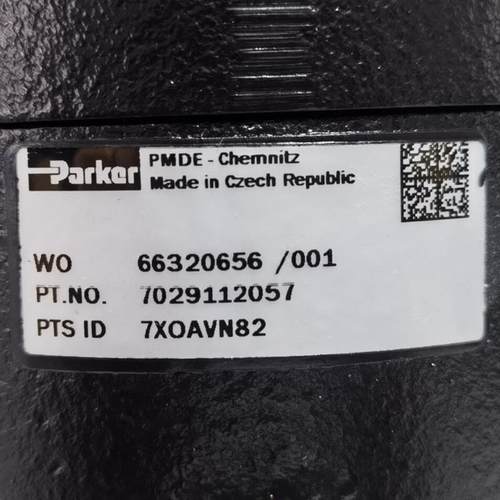 Parker
PMDE - Chemnitz
Made in Czech Republic
WO 66320656 /001
PT.NO. 7029112057
PTS ID 7XOAVN82